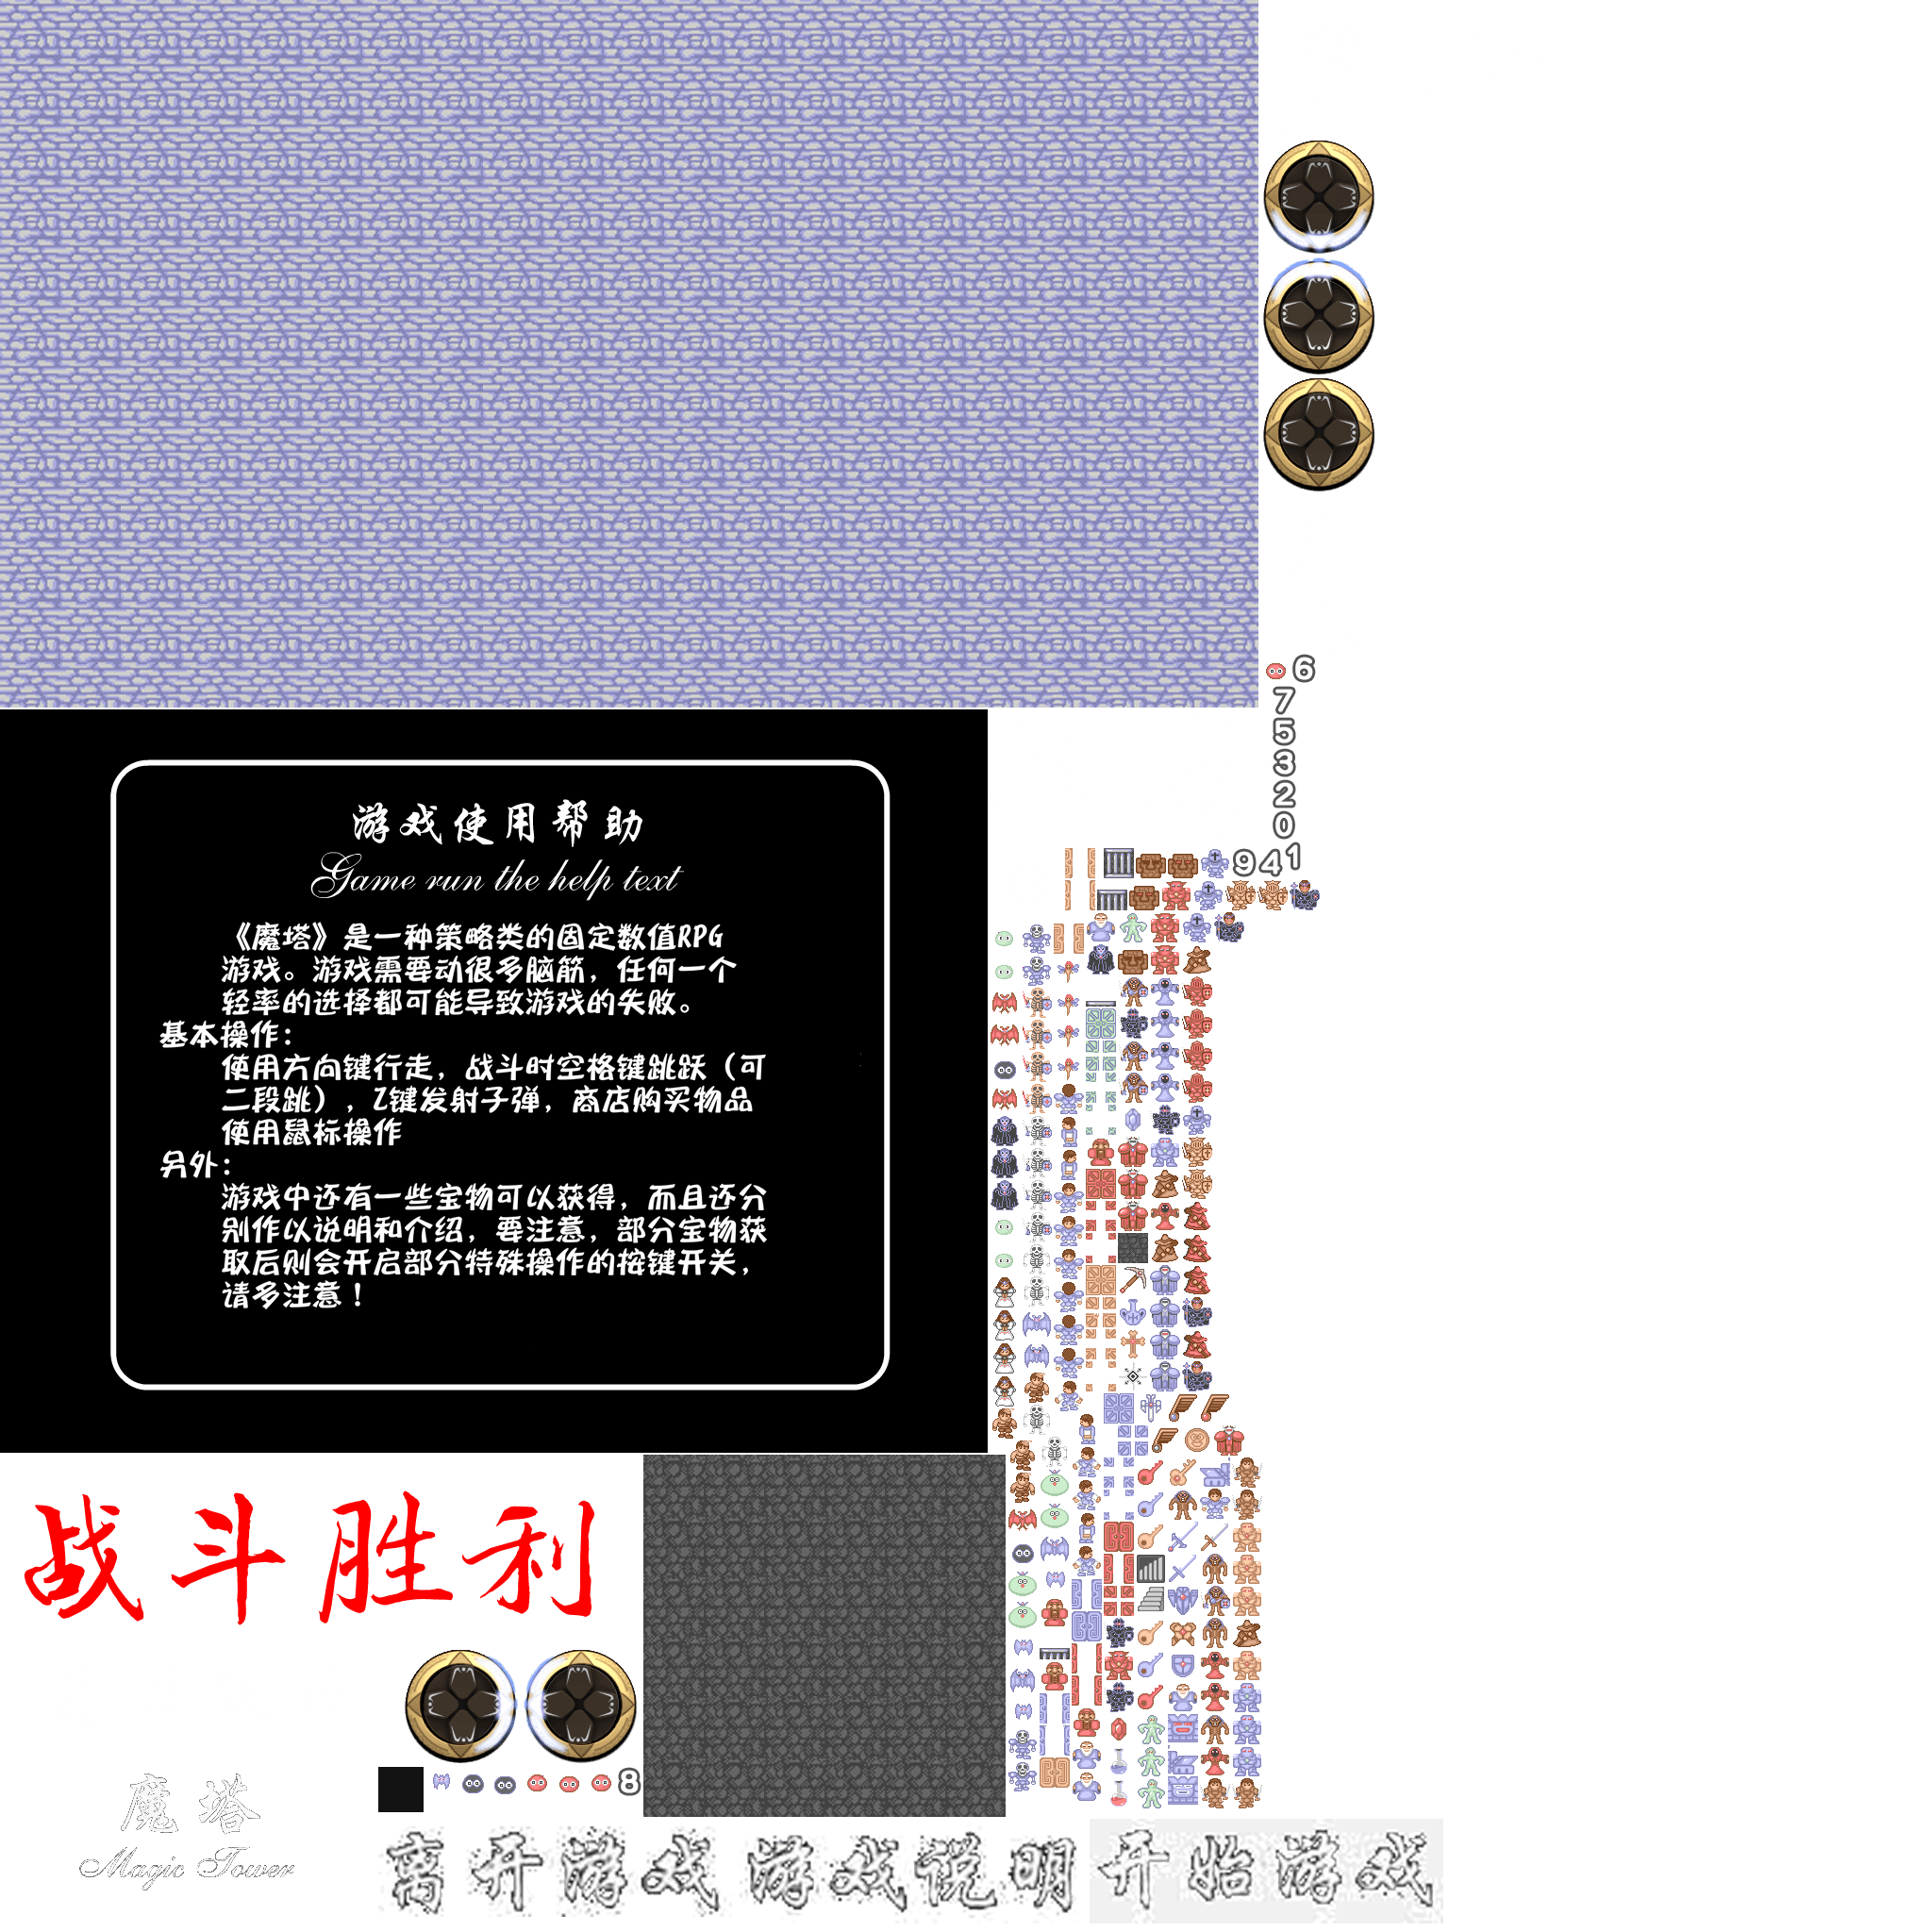 6
7
5
3
2
0
941
游戏使用帮助
Game run the help text
《魔塔》是一种策略类的固定数值RPG
游戏。游戏需要动很多脑筋，任何一个
轻率的选择都可能导致游戏的失败。
基本操作：
使用方向键行走，战斗时空格键跳跃（可
二段跳），Z键发射子弹，商店购买物品
使用鼠标操作
另外：
游戏中还有一些宝物可以获得，而且还分
别作以说明和介绍，要注意，部分宝物获
取后则会开启部分特殊操作的按键开关，
请多注意！
战斗胜利
8
魔塔
Magic Tower
离开游戏 游戏说明 开始游戏